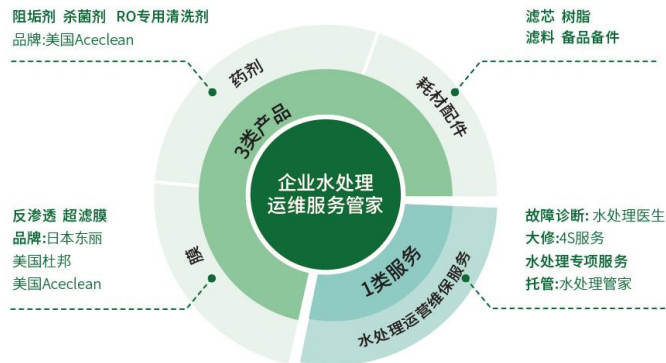 阻垢剂 杀菌剂 RO专用清洗剂
品牌:美国Aceclean
滤芯 树脂
滤料 备品备件
药剂
耗材配件
3类产品
企业水处理
运维服务管家
反渗透 超滤膜
品牌:日本东丽
美国杜邦
美国Aceclean
膜
1类服务
水处理运营维保服务
故障诊断: 水处理医生
大修:4S服务
水处理专项服务
托管:水处理管家